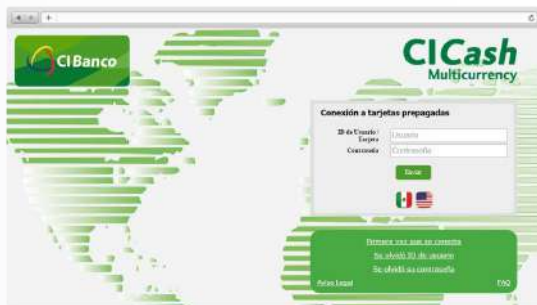 CIBanco
CICash
Multicurrency
Conexión a tarjetas prepagadas
ID de Usuario /
Tarjeta
Usuario
Contraseña
Contraseña
Enviar
Primera vez que se conecta
Se olvidó ID de usuario
Se olvidó su contraseña
Aviso Legal
FAQ